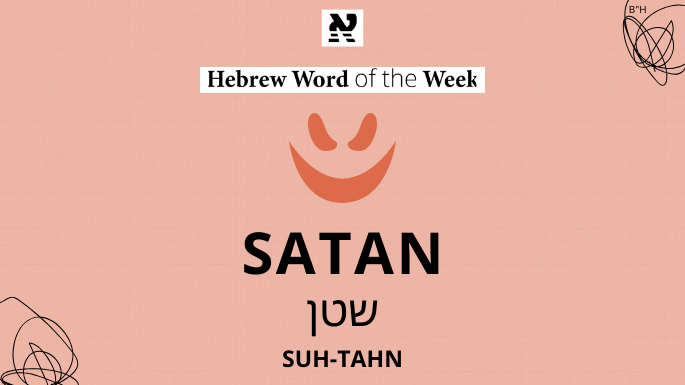 B"H
א
Hebrew Word of the Week
SATAN
שטן
SUH-TAHN